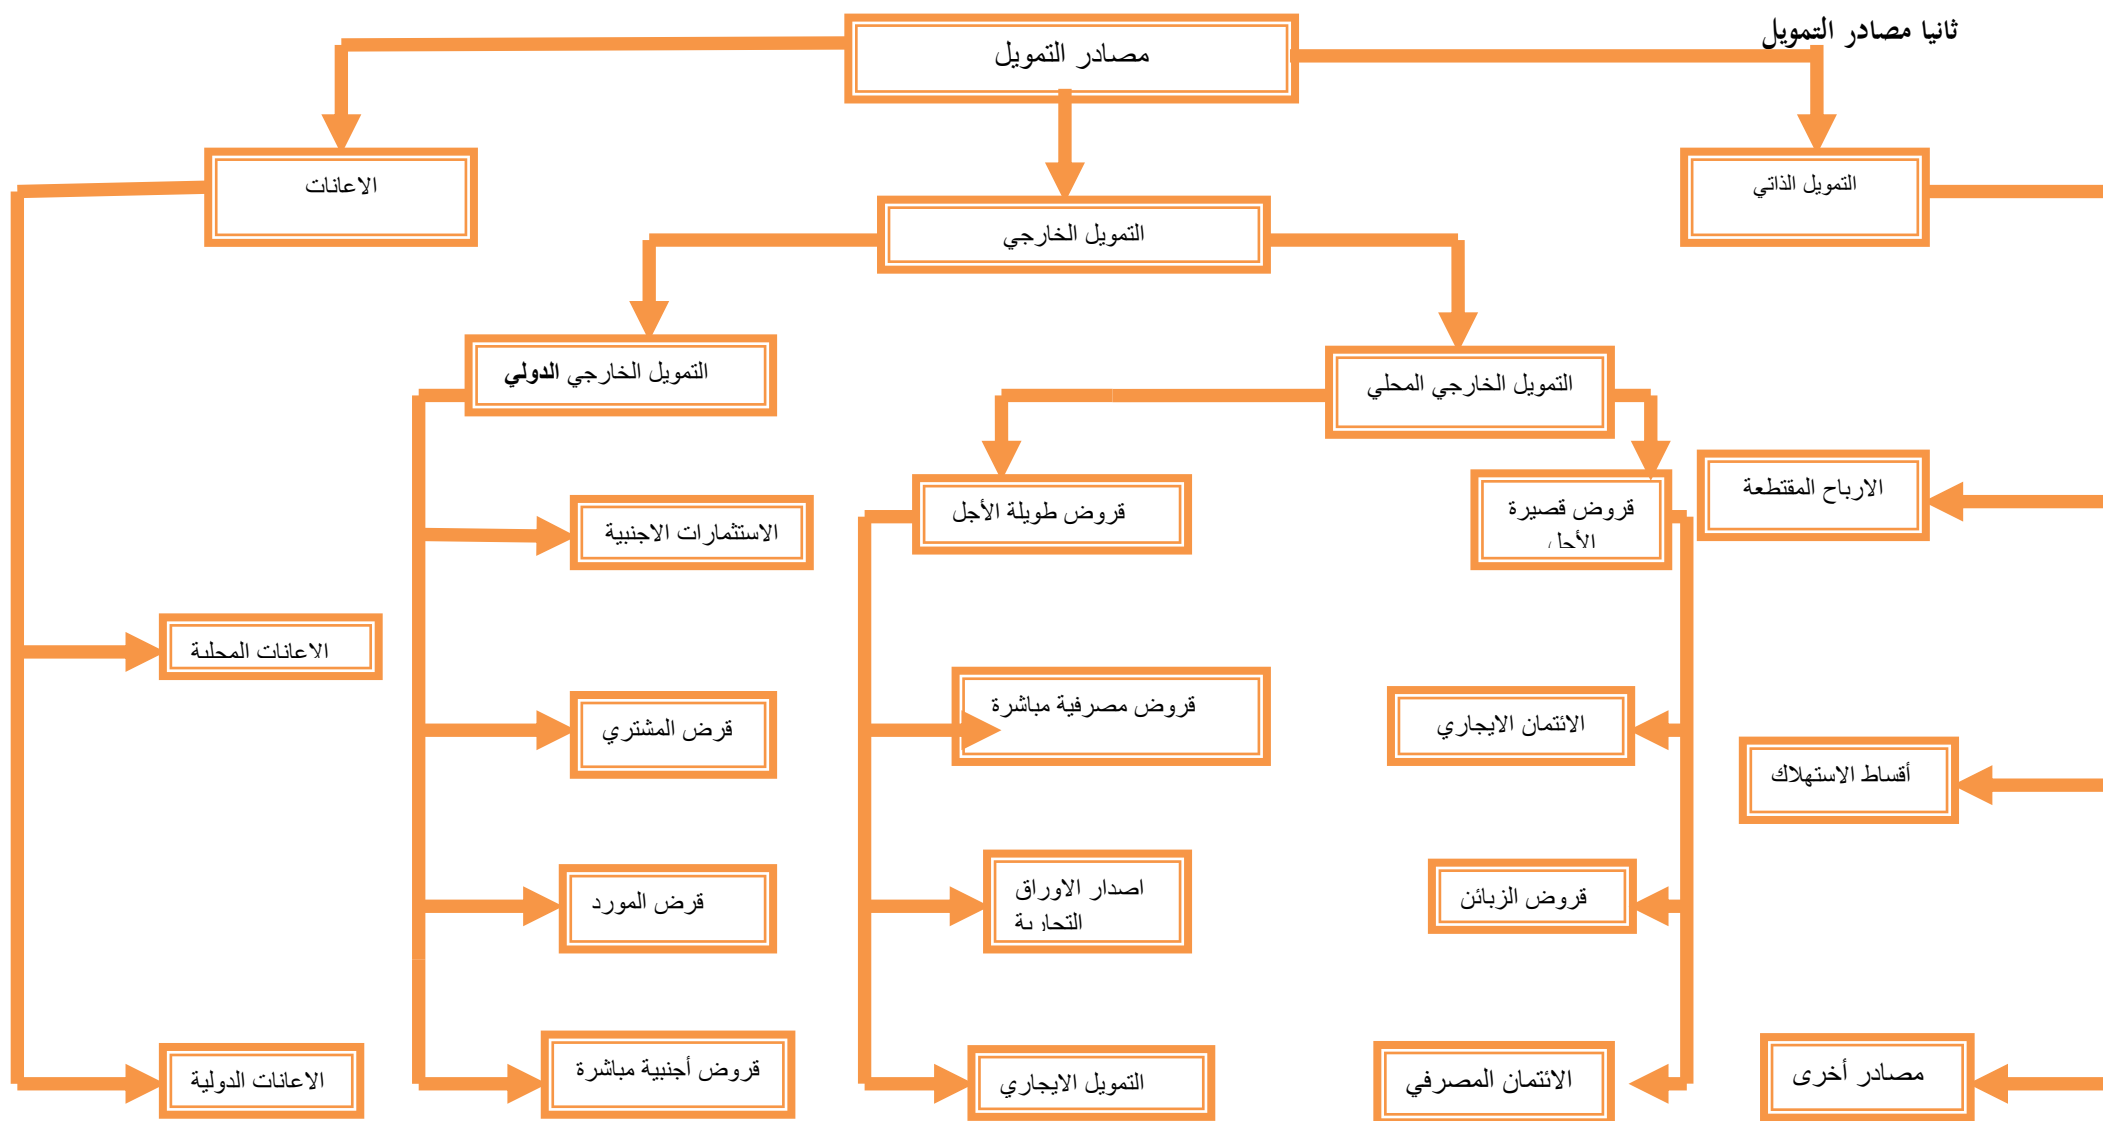 ثانيا مصادر التمويل
مصادر التمويل
التمويل الذاتي
الاعانات
التمويل الخارجي
التمويل الخارجي المحلي
التمويل الخارجي الدولي
الارباح المقتطعة
قروض قصيرة
الأجل
قروض طويلة الأجل
الاستثمارات الاجنبية
الاعانات المحلية
أقساط الاستهلاك
الائتمان الايجاري
قروض مصرفية مباشرة
قرض المشتري
قروض الزبائن
اصدار الاوراق
التجارية
قرض المورد
مصادر أخرى
الائتمان المصرفي
التمويل الايجاري
قروض أجنبية مباشرة
الاعانات الدولية